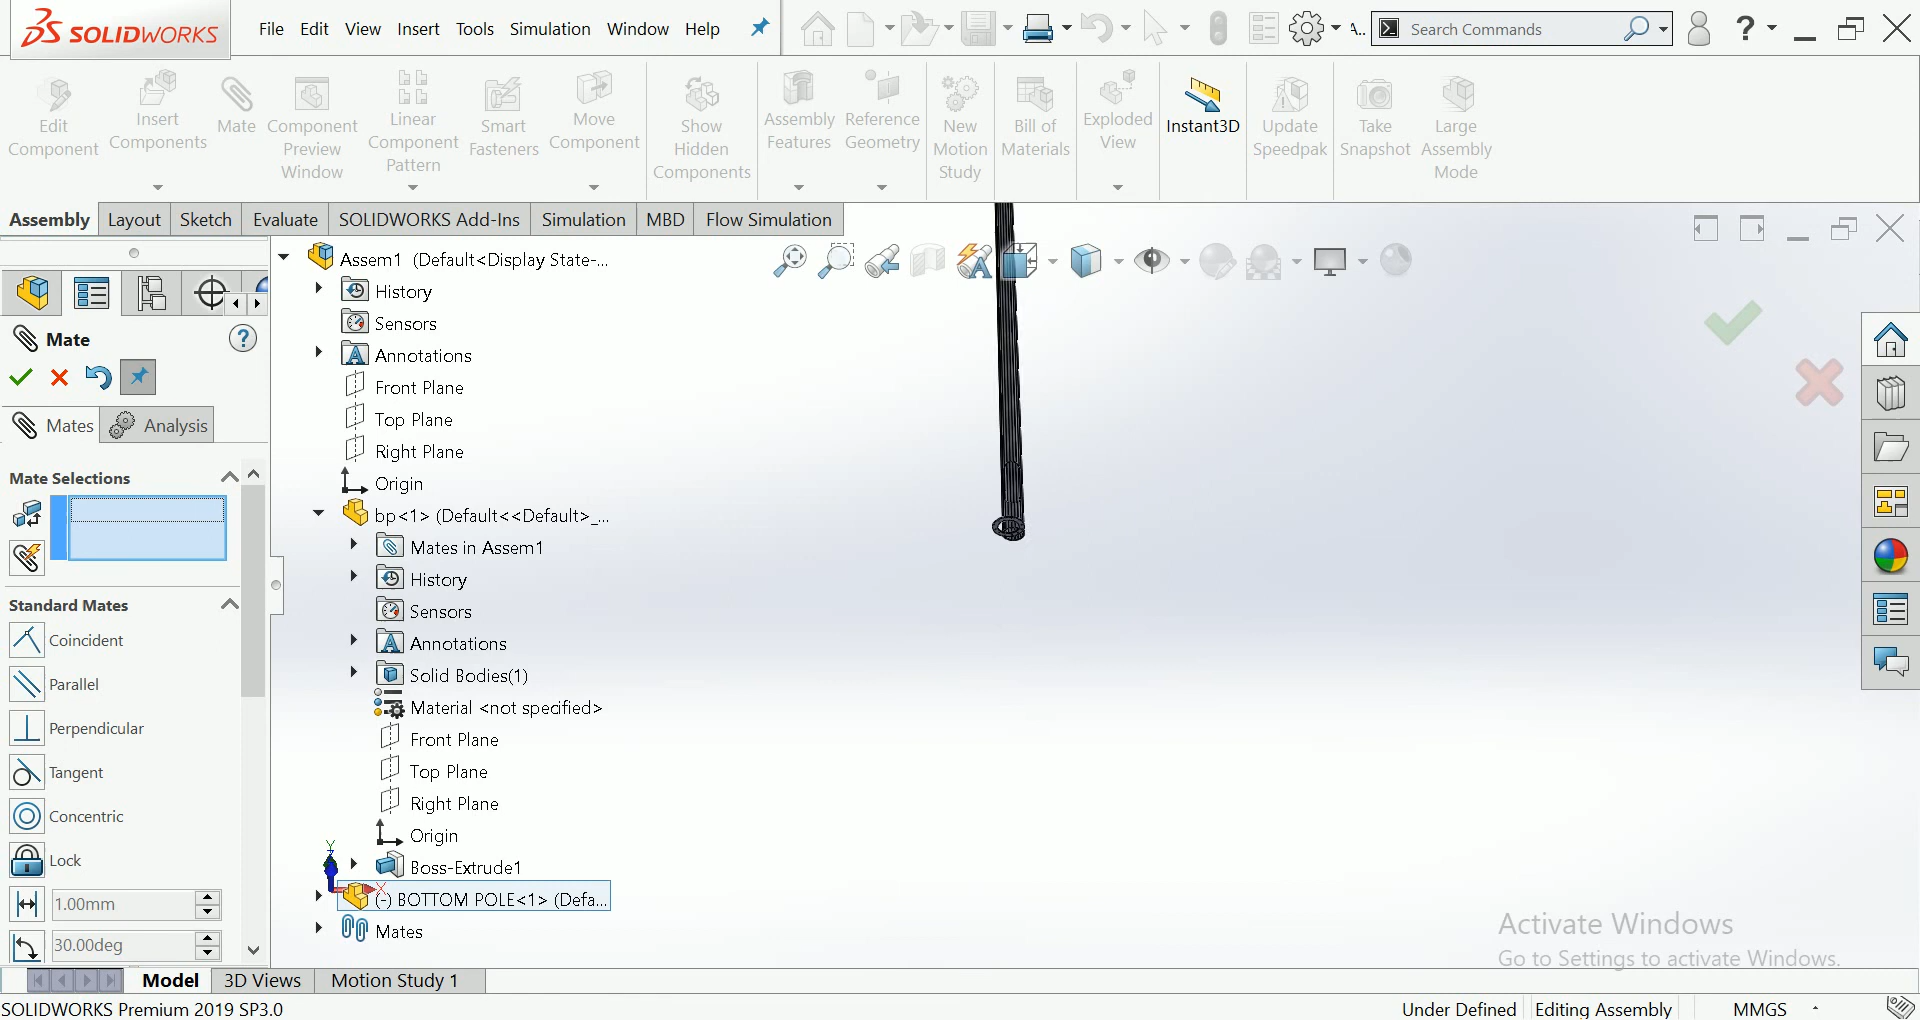 SOLIDWORKS
File Edit View Insert Tools Simulation Window Help
A..
Search Commands
?
Edit Component
Insert Components
Mate
Component Preview Window
Linear Component Pattern
Smart Fasteners
Move Component
Show Hidden Components
Assembly Features
Reference Geometry
New Motion Study
Bill of Materials
Exploded View
Instant3D
Update Speedpak
Take Snapshot
Large Assembly Mode
Assembly Layout Sketch Evaluate SOLIDWORKS Add-Ins Simulation MBD Flow Simulation
Mate
?
Mates Analysis
Mate Selections
Standard Mates
Coincident
Parallel
Perpendicular
Tangent
Concentric
Lock
1.00mm
30.00deg
Assem1 (Default<Display State-...
History
Sensors
Annotations
Front Plane
Top Plane
Right Plane
Origin
bp<1> (Default<<Default>_...
Mates in Assem1
History
Sensors
Annotations
Solid Bodies(1)
Material <not specified>
Front Plane
Top Plane
Right Plane
Origin
Boss-Extrude1
(-) BOTTOM POLE<1> (Defa...
Mates
Y
Z
X
Activate Windows
Go to Settings to activate Windows.
Model 3D Views Motion Study 1
SOLIDWORKS Premium 2019 SP3.0
Under Defined Editing Assembly MMGS